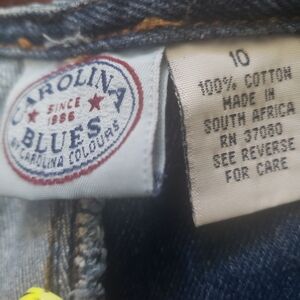 CAROLINA
SINCE
1986
BLUES
BY CAROLINA COLOURS
10
100% COTTON
MADE IN
SOUTH AFRICA
RN 37080
SEE REVERSE
FOR CARE